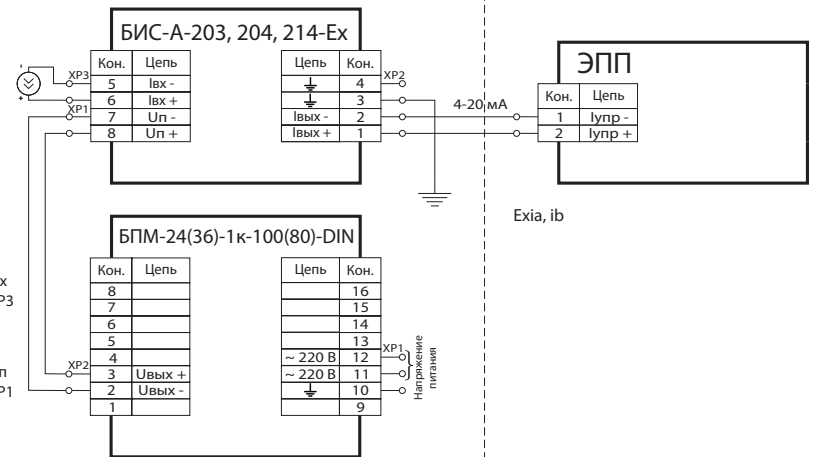 БИС-А-203, 204, 214-Ex
Кон. Цепь
5 Iвх -
6 Iвх +
7 Uп -
8 Uп +
XP3
XP1
-
+
Цепь Кон.
4
3
Iвых - 2
Iвых + 1
XP2
4-20 мА
ЭПП
Кон. Цепь
1 Iупр -
2 Iупр +
Exia, ib
БПМ-24(36)-1к-100(80)-DIN
Кон. Цепь
8
7
6
5
4
3 Uвых +
2 Uвых -
1
XP2
Цепь Кон.
16
15
14
13
~ 220 В 12
~ 220 В 11
10
9
XP1
Напряжение
питания
х
Р3
п
Р1